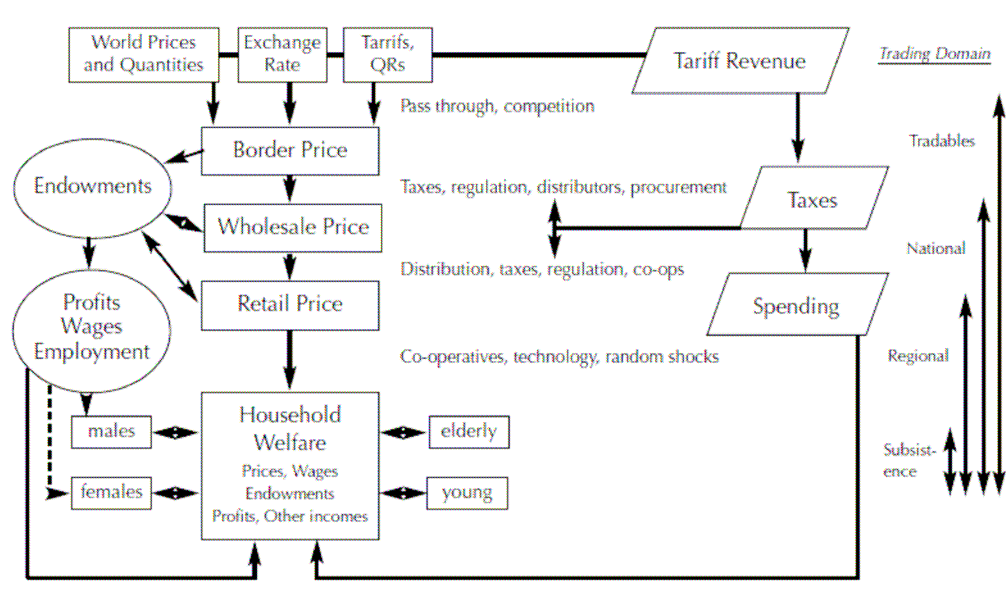 World Prices
and Quantities
Exchange
Rate
Tarrifs,
QRs
Tariff Revenue
Trading Domain
Pass through, competition
Tradables
Border Price
Endowments
Taxes, regulation, distributors, procurement
Taxes
Wholesale Price
National
Distribution, taxes, regulation, co-ops
Profits
Wages
Employment
Retail Price
Spending
Co-operatives, technology, random shocks
Regional
males
Household
Welfare
Prices, Wages
Endowments
Profits, Other incomes
elderly
Subsist-
ence
females
young